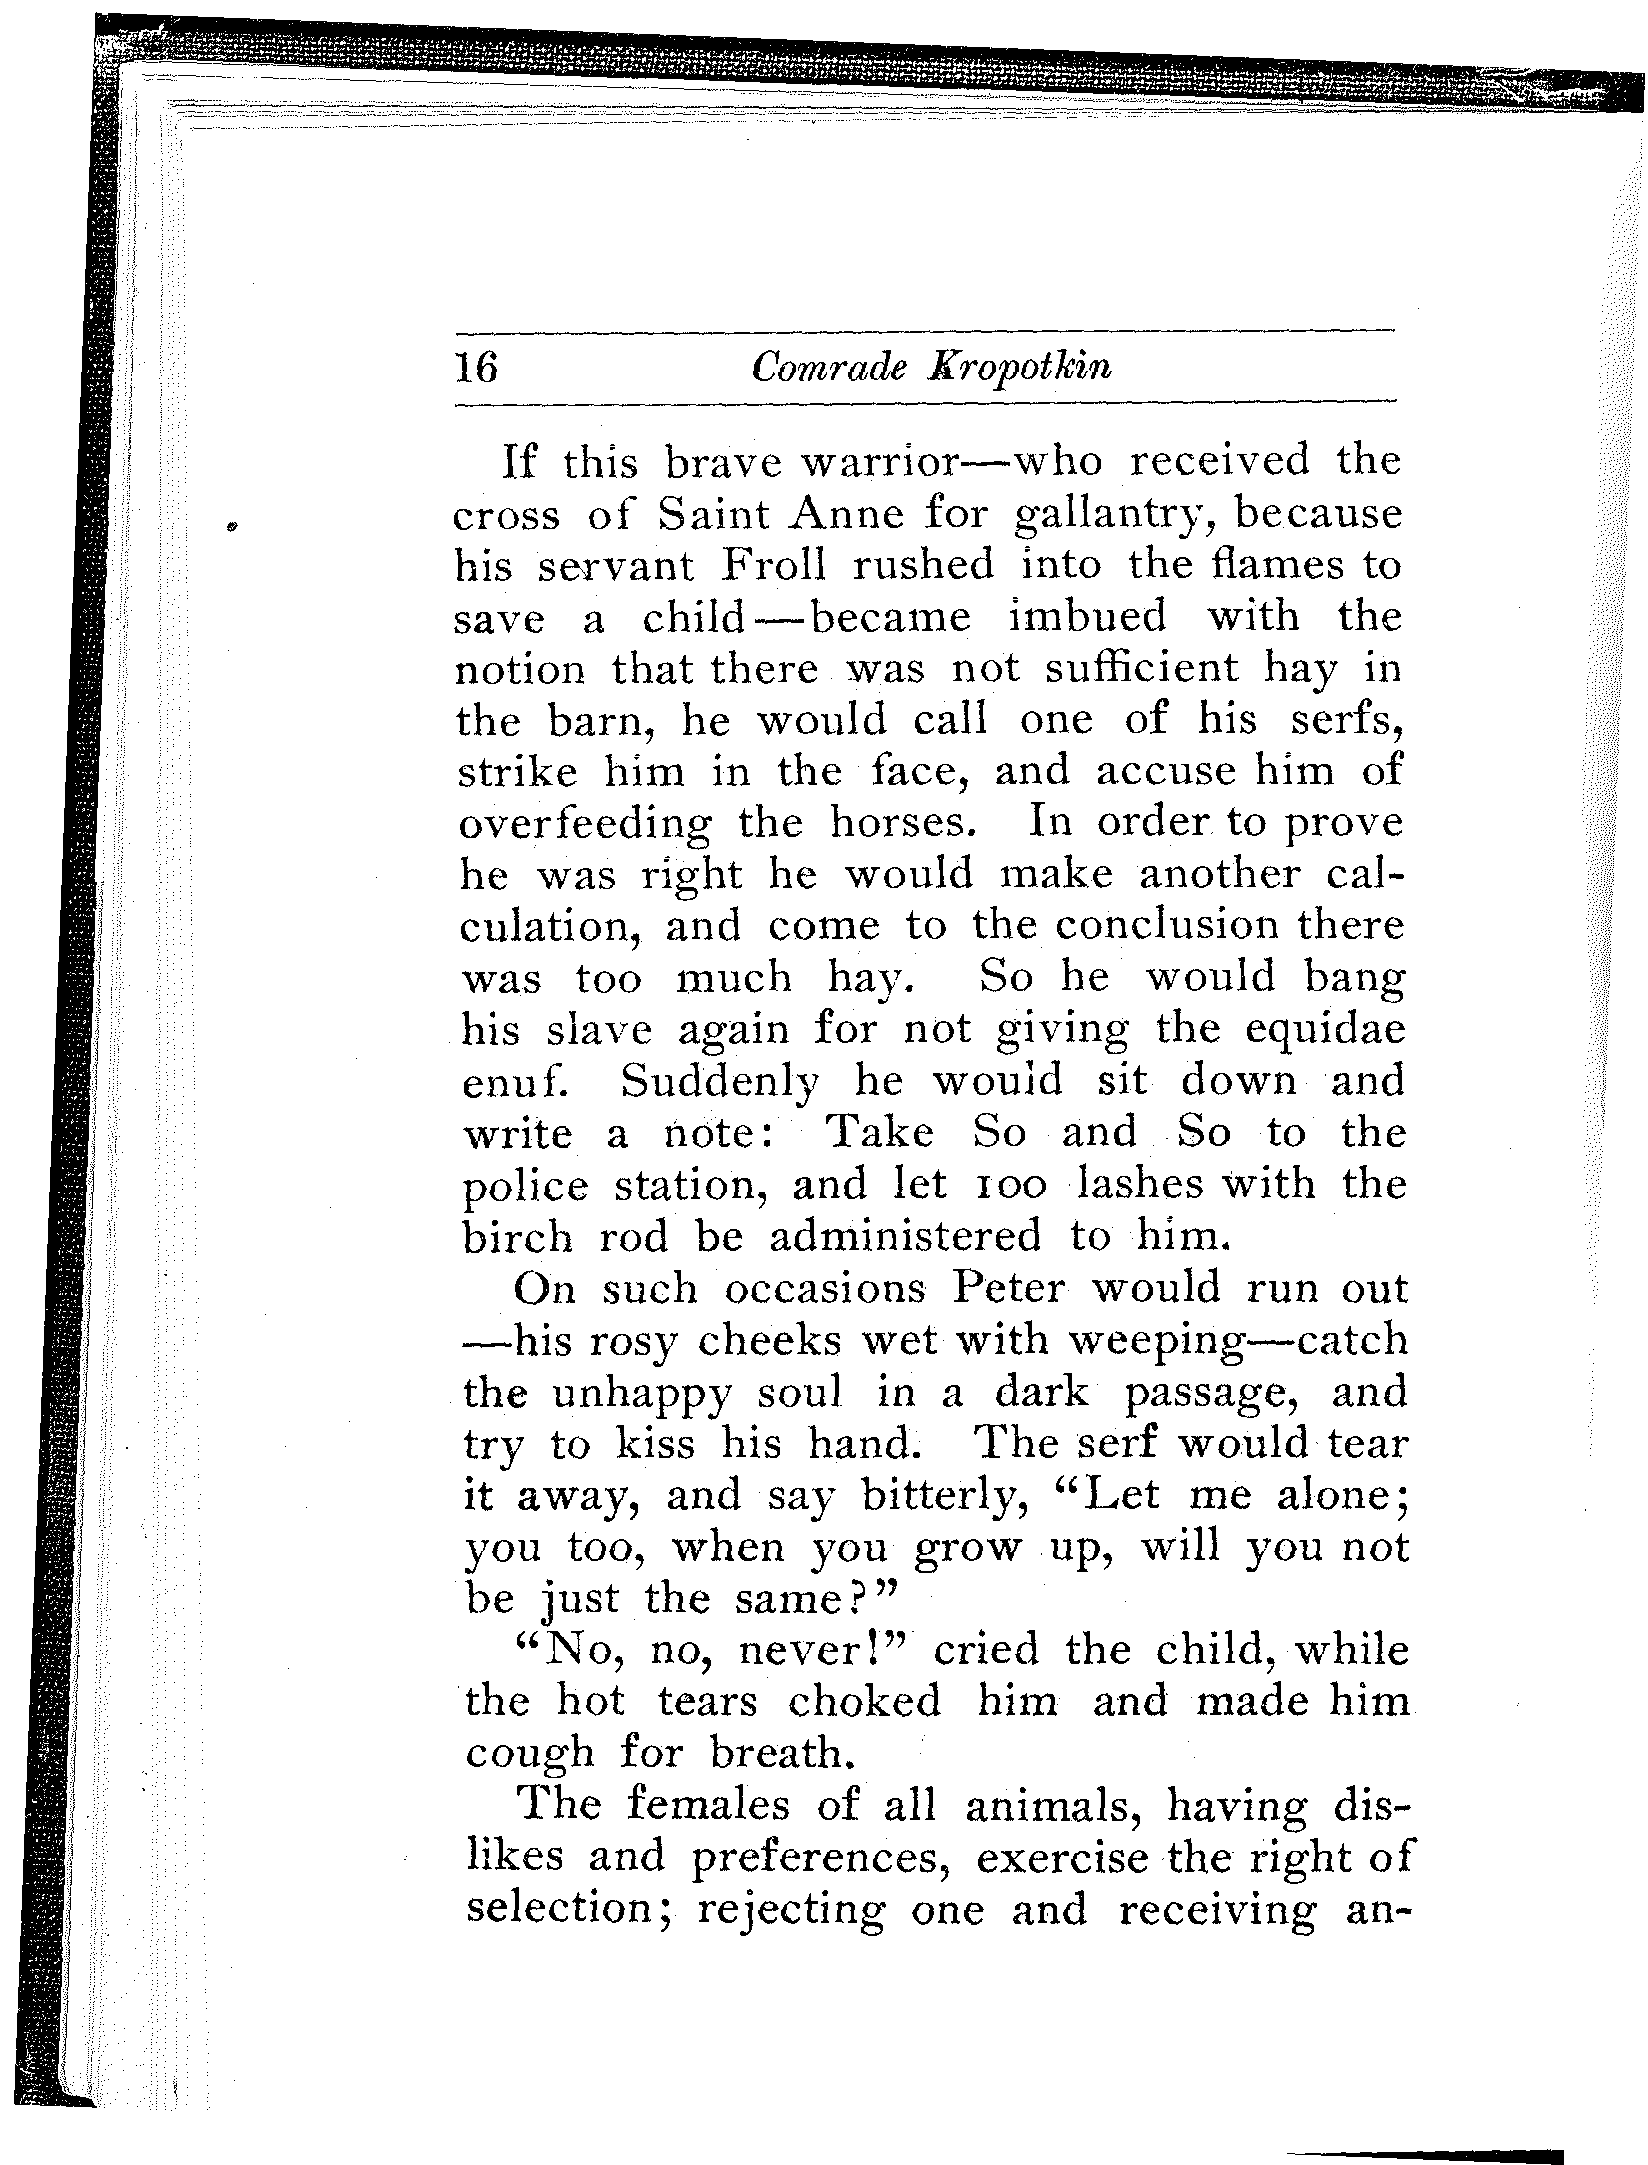 16 Comrade Kropotkin
If this brave warrior—who received the
cross of Saint Anne for gallantry, because
his servant Froll rushed into the flames to
save a child—became imbued with the
notion that there was not sufficient hay in
the barn, he would call one of his serfs,
strike him in the face, and accuse him of
overfeeding the horses. In order to prove
he was right he would make another cal-
culation, and come to the conclusion there
was too much hay. So he would bang
his slave again for not giving the equidae
enuf. Suddenly he would sit down and
write a note: Take So and So to the
police station, and let 100 lashes with the
birch rod be administered to him.
On such occasions Peter would run out
—his rosy cheeks wet with weeping—catch
the unhappy soul in a dark passage, and
try to kiss his hand. The serf would tear
it away, and say bitterly, “Let me alone;
you too, when you grow up, will you not
be just the same?”
“No, no, never!” cried the child, while
the hot tears choked him and made him
cough for breath.
The females of all animals, having dis-
likes and preferences, exercise the right of
selection; rejecting one and receiving an-